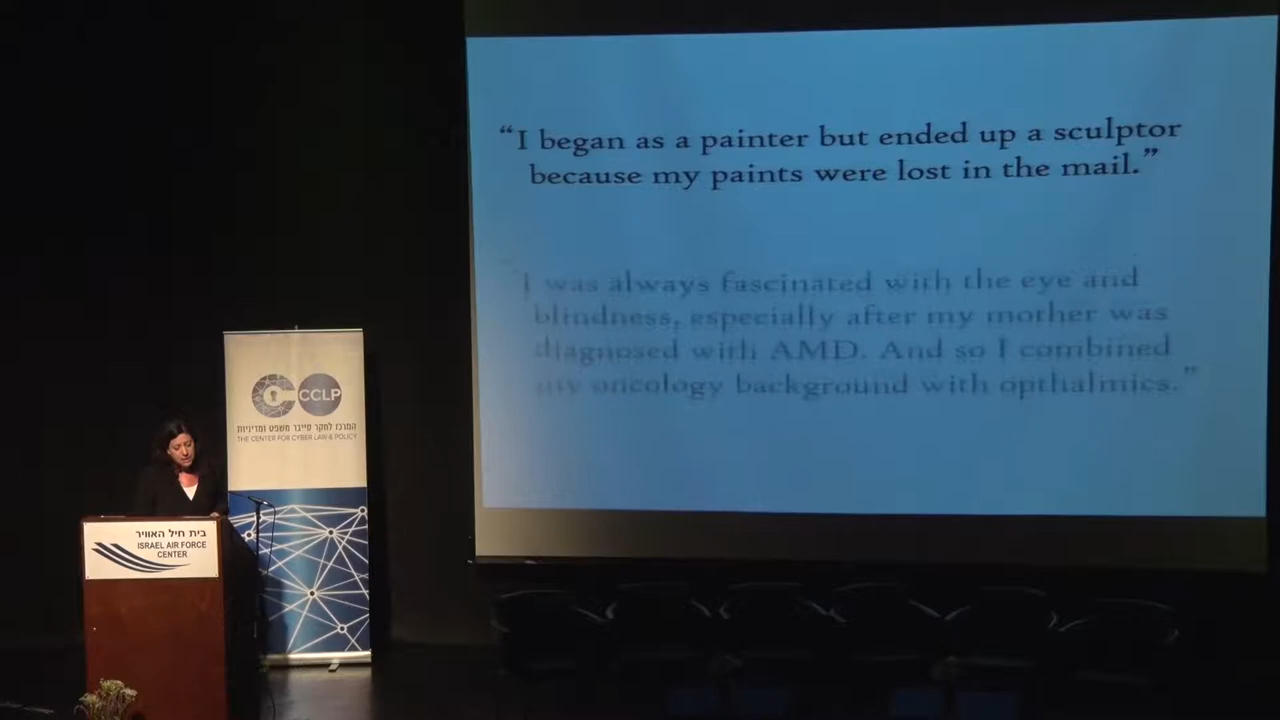 “I began as a painter but ended up a sculptor
because my paints were lost in the mail.”
I was always fascinated with the eye and
blindness, especially after my mother was
diagnosed with AMD. And so I combined
my oncology background with opthalmics.”
CCLP
המרכז לחקר סייבר משפט ומדיניות
THE CENTER FOR CYBER LAW & POLICY
בית חיל האוויר
ISRAEL AIR FORCE
CENTER